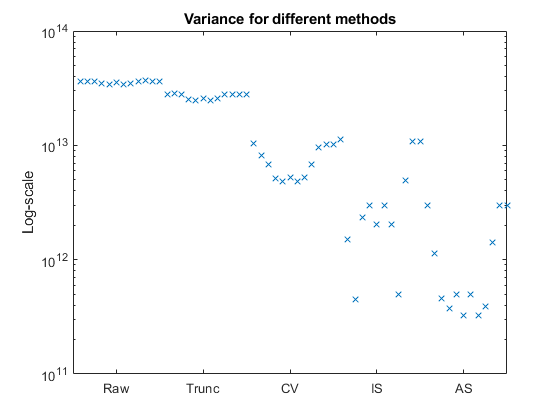 Variance for different methods
10^14
10^13
10^12
10^11
Log-scale
Raw Trunc CV IS AS